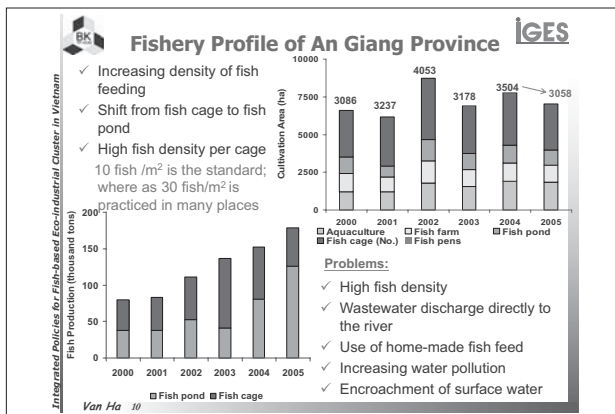 BK
Fishery Profile of An Giang Province
IGES
Integrated Policies for Fish-based Eco-industrial Cluster in Vietnam
✓ Increasing density of fish
feeding
✓ Shift from fish cage to fish
pond
✓ High fish density per cage
10 fish /m² is the standard;
where as 30 fish/m² is
practiced in many places
Cultivation Area (ha)
10000
7500
5000
2500
0
3086
3237
4053
3178
3504
3058
2000 2001 2002 2003 2004 2005
Aquaculture Fish farm Fish pond
Fish cage (No.) Fish pens
Fish Production (thousand tons)
200
150
100
50
0
2000 2001 2002 2003 2004 2005
Fish pond Fish cage
Problems:
✓ High fish density
✓ Wastewater discharge directly to
the river
✓ Use of home-made fish feed
✓ Increasing water pollution
✓ Encroachment of surface water
Van Ha 10